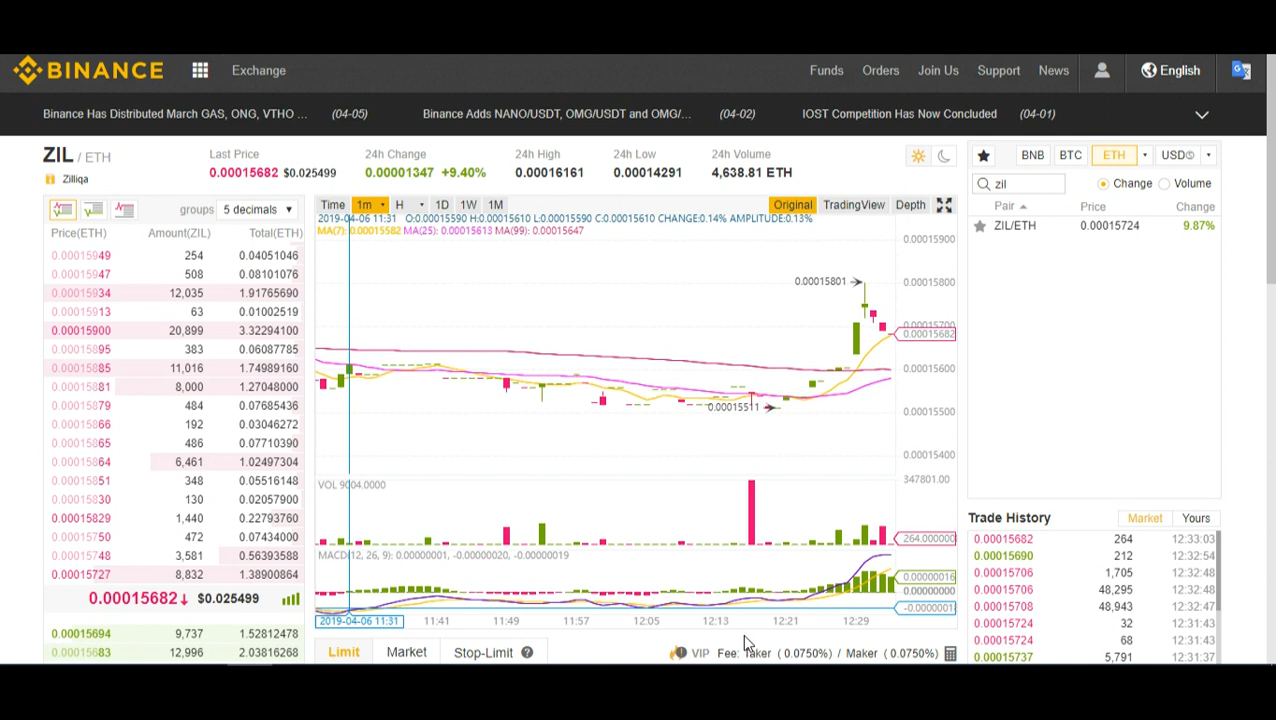 BINANCE Exchange Funds Orders Join Us Support News English
Binance Has Distributed March GAS, ONG, VTHO ... (04-05) Binance Adds NANO/USDT, OMG/USDT and OMG/... (04-02) IOST Competition Has Now Concluded (04-01)
ZIL / ETH
Zilliqa
Last Price 24h Change 24h High 24h Low 24h Volume
0.00015682 $0.025499 0.00001347 +9.40% 0.00016161 0.00014291 4,638.81 ETH
groups 5 decimals
Price(ETH) Amount(ZIL) Total(ETH)
0.00015949 254 0.04051046
0.00015947 508 0.08101076
0.00015934 12,035 1.91765690
0.00015913 63 0.01002519
0.00015900 20,899 3.32294100
0.00015895 383 0.06087785
0.00015885 11,016 1.74989160
0.00015881 8,000 1.27048000
0.00015879 484 0.07685436
0.00015866 192 0.03046272
0.00015865 486 0.07710390
0.00015864 6,461 1.02497304
0.00015851 348 0.05516148
0.00015830 130 0.02057900
0.00015829 1,440 0.22793760
0.00015750 472 0.07434000
0.00015748 3,581 0.56393588
0.00015727 8,832 1.38900864
0.00015682↓ $0.025499
0.00015694 9,737 1.52812478
0.00015683 12,996 2.03816268
Time 1m H 1D 1W 1M Original TradingView Depth
2019-04-06 11:31 O:0.00015590 H:0.00015610 L:0.00015590 C:0.00015610 CHANGE:0.14% AMPLITUDE:0.13%
MA(7): 0.00015582 MA(25): 0.00015613 MA(99): 0.00015647
0.00015900
0.00015801
0.00015800
0.00015700
0.00015682
0.00015600
0.00015511
0.00015500
0.00015400
VOL 9004.0000
347801.00
264.000000
MACD(12, 26, 9): 0.00000001, -0.00000020, -0.00000019
0.00000016
0.00000000
-0.0000001
2019-04-06 11:31 11:41 11:49 11:57 12:05 12:13 12:21 12:29
Limit Market Stop-Limit ? VIP Fee: Taker ( 0.0750%) / Maker ( 0.0750%)
BNB BTC ETH USDⓈ
zil Change Volume
Pair Price Change
ZIL/ETH 0.00015724 9.87%
Trade History Market Yours
0.00015682 264 12:33:03
0.00015690 212 12:32:54
0.00015706 1,705 12:32:48
0.00015706 48,295 12:32:48
0.00015708 48,943 12:32:47
0.00015724 32 12:31:43
0.00015724 68 12:31:43
0.00015737 5,791 12:31:37